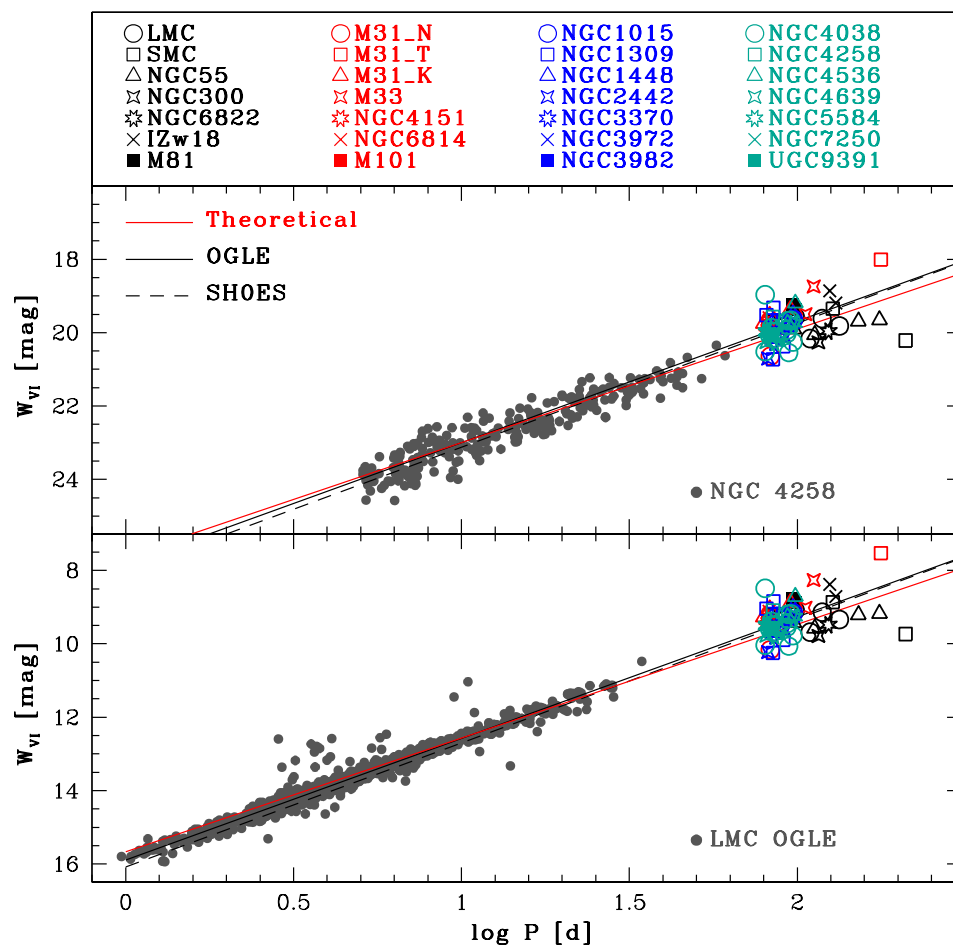 LMC M31_N NGC1015 NGC4038
SMC M31_T NGC1309 NGC4258
NGC55 M31_K NGC1448 NGC4536
NGC300 M33 NGC2442 NGC4639
NGC6822 NGC4151 NGC3370 NGC5584
IZw18 NGC6814 NGC3972 NGC7250
M81 M101 NGC3982 UGC9391
Theoretical
OGLE
SH0ES
18
20
22
24
W_VI [mag]
NGC 4258
8
10
12
14
16
W_VI [mag]
LMC OGLE
0 0.5 1 1.5 2
log P [d]